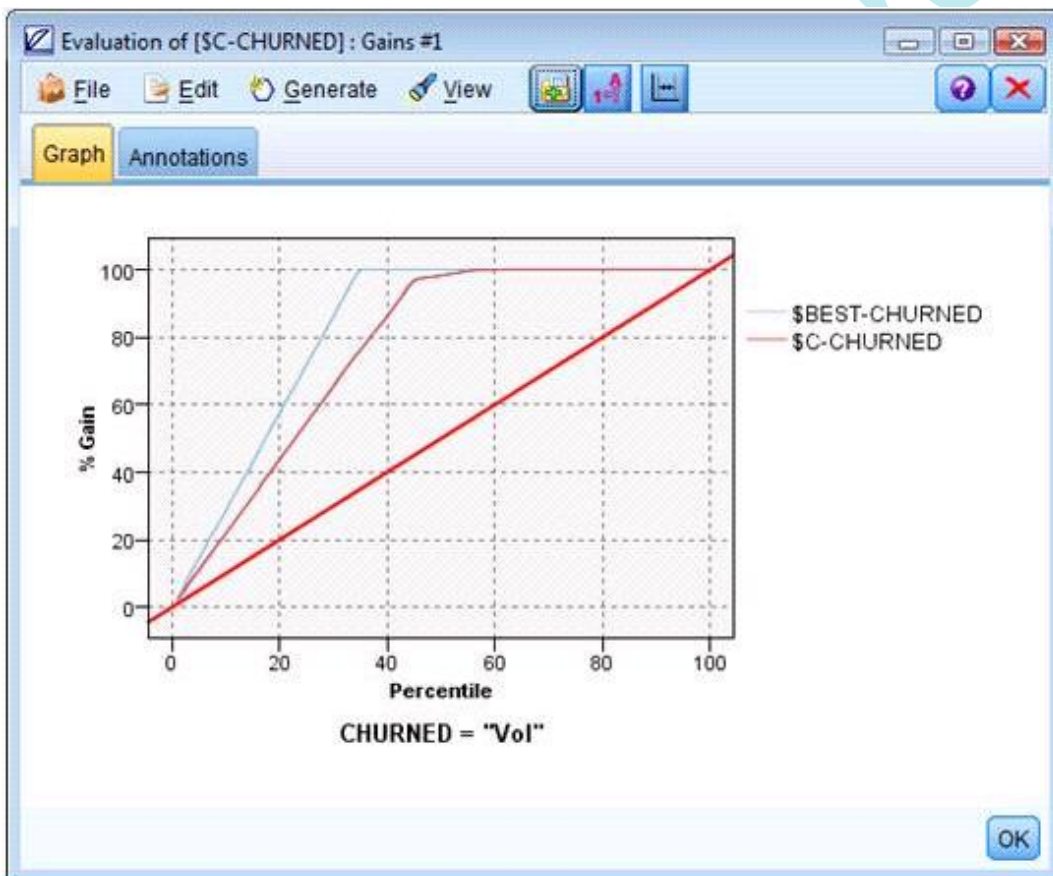 Evaluation of [$C-CHURNED] : Gains #1
File Edit Generate View
Graph Annotations
100
80
60
40
20
0
% Gain
0 20 40 60 80 100
Percentile
CHURNED = "Vol"
$BEST-CHURNED
$C-CHURNED
OK